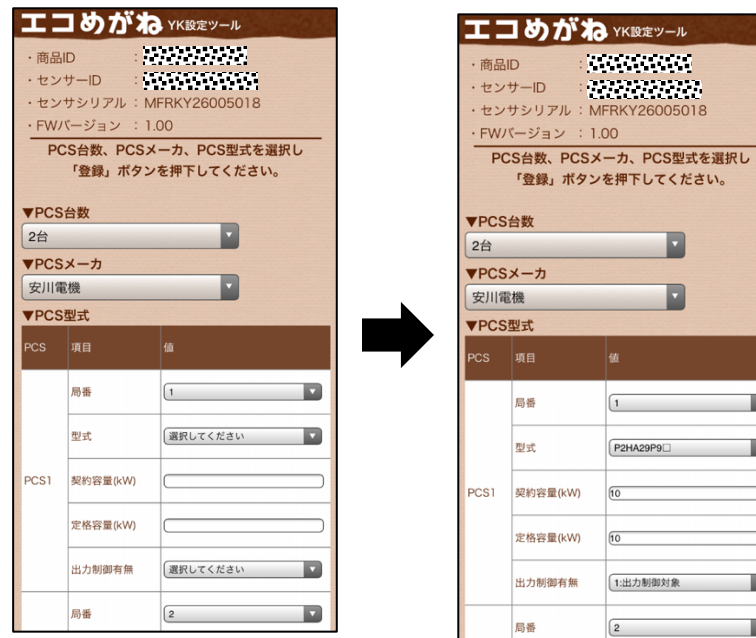 エコめがね YK設定ツール
・商品ID :
・センサーID :
・センサシリアル : MFRKY26005018
・FWバージョン : 1.00
PCS台数、PCSメーカ、PCS型式を選択し
「登録」ボタンを押下してください。
▼PCS台数
2台
▼PCSメーカ
安川電機
▼PCS型式
PCS 項目 値
局番 1
型式 選択してください
PCS1 契約容量(kW)
定格容量(kW)
出力制御有無 選択してください
局番 2
エコめがね YK設定ツール
・商品ID :
・センサーID :
・センサシリアル : MFRKY26005018
・FWバージョン : 1.00
PCS台数、PCSメーカ、PCS型式を選択し
「登録」ボタンを押下してください。
▼PCS台数
2台
▼PCSメーカ
安川電機
▼PCS型式
PCS 項目 値
局番 1
型式 P2HA29P9□
PCS1 契約容量(kW) 10
定格容量(kW) 10
出力制御有無 1:出力制御対象
局番 2